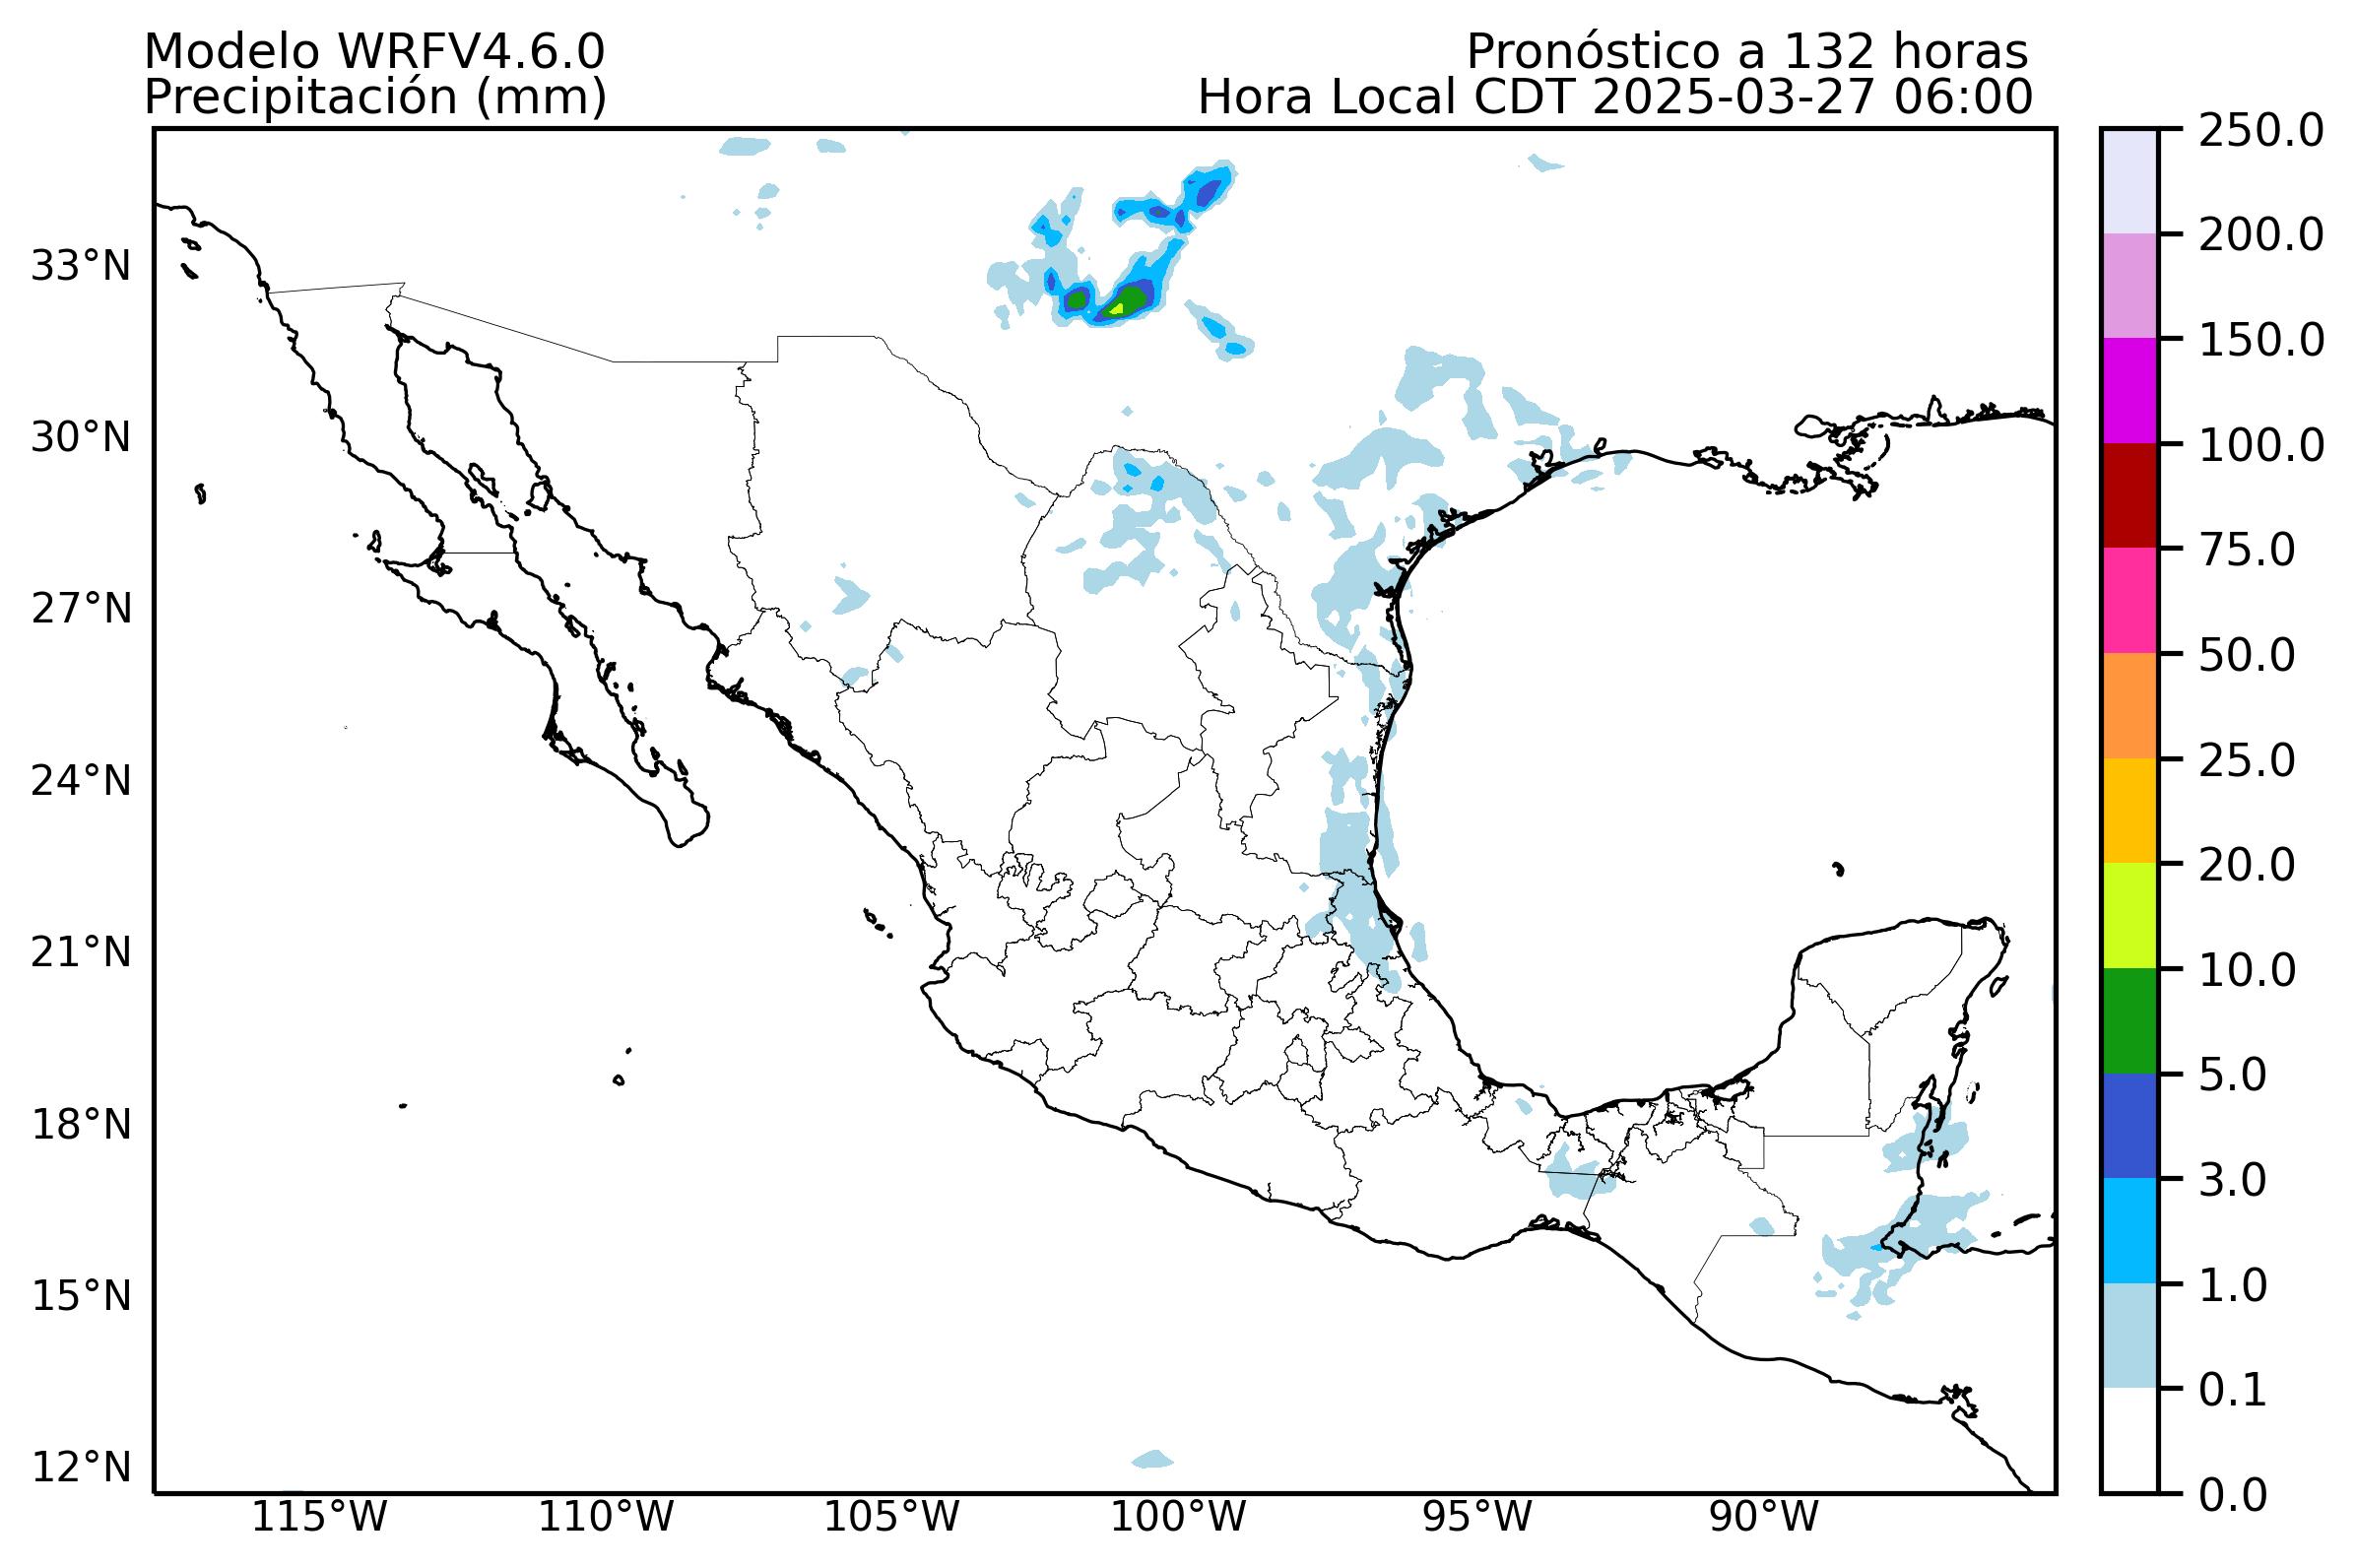 Modelo WRFV4.6.0
Precipitación (mm)
Pronóstico a 132 horas
Hora Local CDT 2025-03-27 06:00
33°N
30°N
27°N
24°N
21°N
18°N
15°N
12°N
115°W
110°W
105°W
100°W
95°W
90°W
250.0
200.0
150.0
100.0
75.0
50.0
25.0
20.0
10.0
5.0
3.0
1.0
0.1
0.0